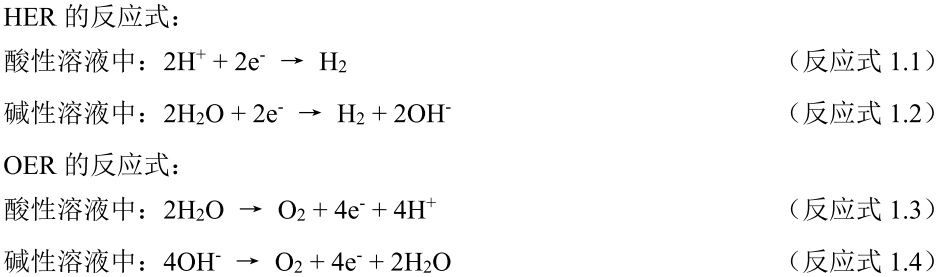 HER 的反应式：
酸性溶液中：2H⁺ + 2e⁻ → H₂ （反应式 1.1）
碱性溶液中：2H₂O + 2e⁻ → H₂ + 2OH⁻ （反应式 1.2）
OER 的反应式：
酸性溶液中：2H₂O → O₂ + 4e⁻ + 4H⁺ （反应式 1.3）
碱性溶液中：4OH⁻ → O₂ + 4e⁻ + 2H₂O （反应式 1.4）